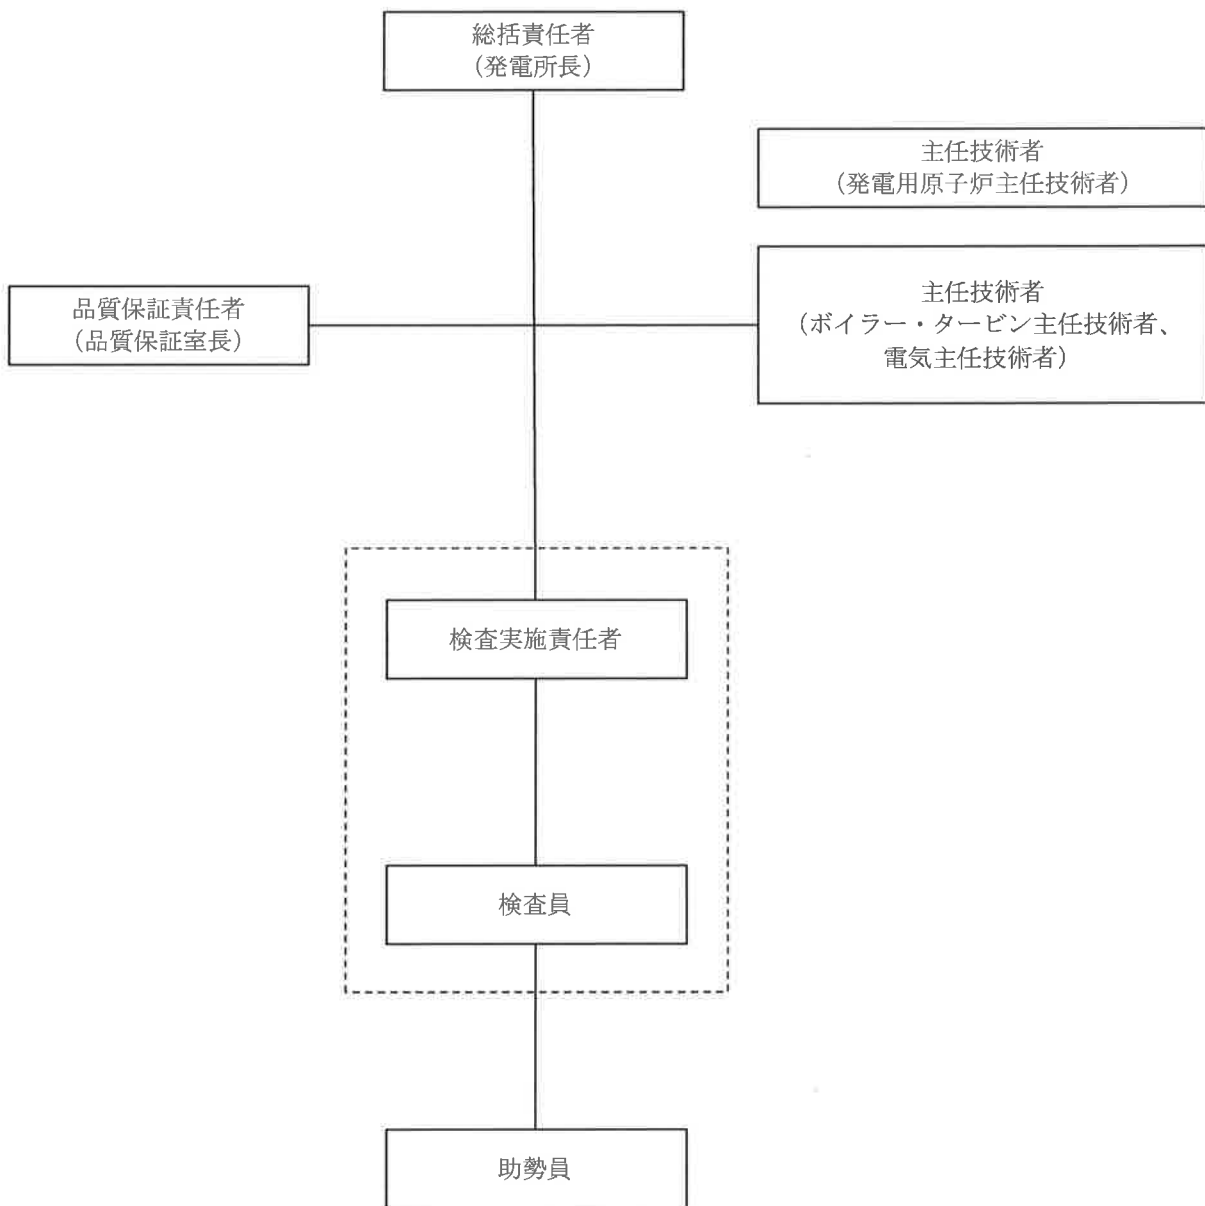 総括責任者
（発電所長）
主任技術者
（発電用原子炉主任技術者）
品質保証責任者
（品質保証室長）
主任技術者
（ボイラー・タービン主任技術者、
電気主任技術者）
検査実施責任者
検査員
助勢員